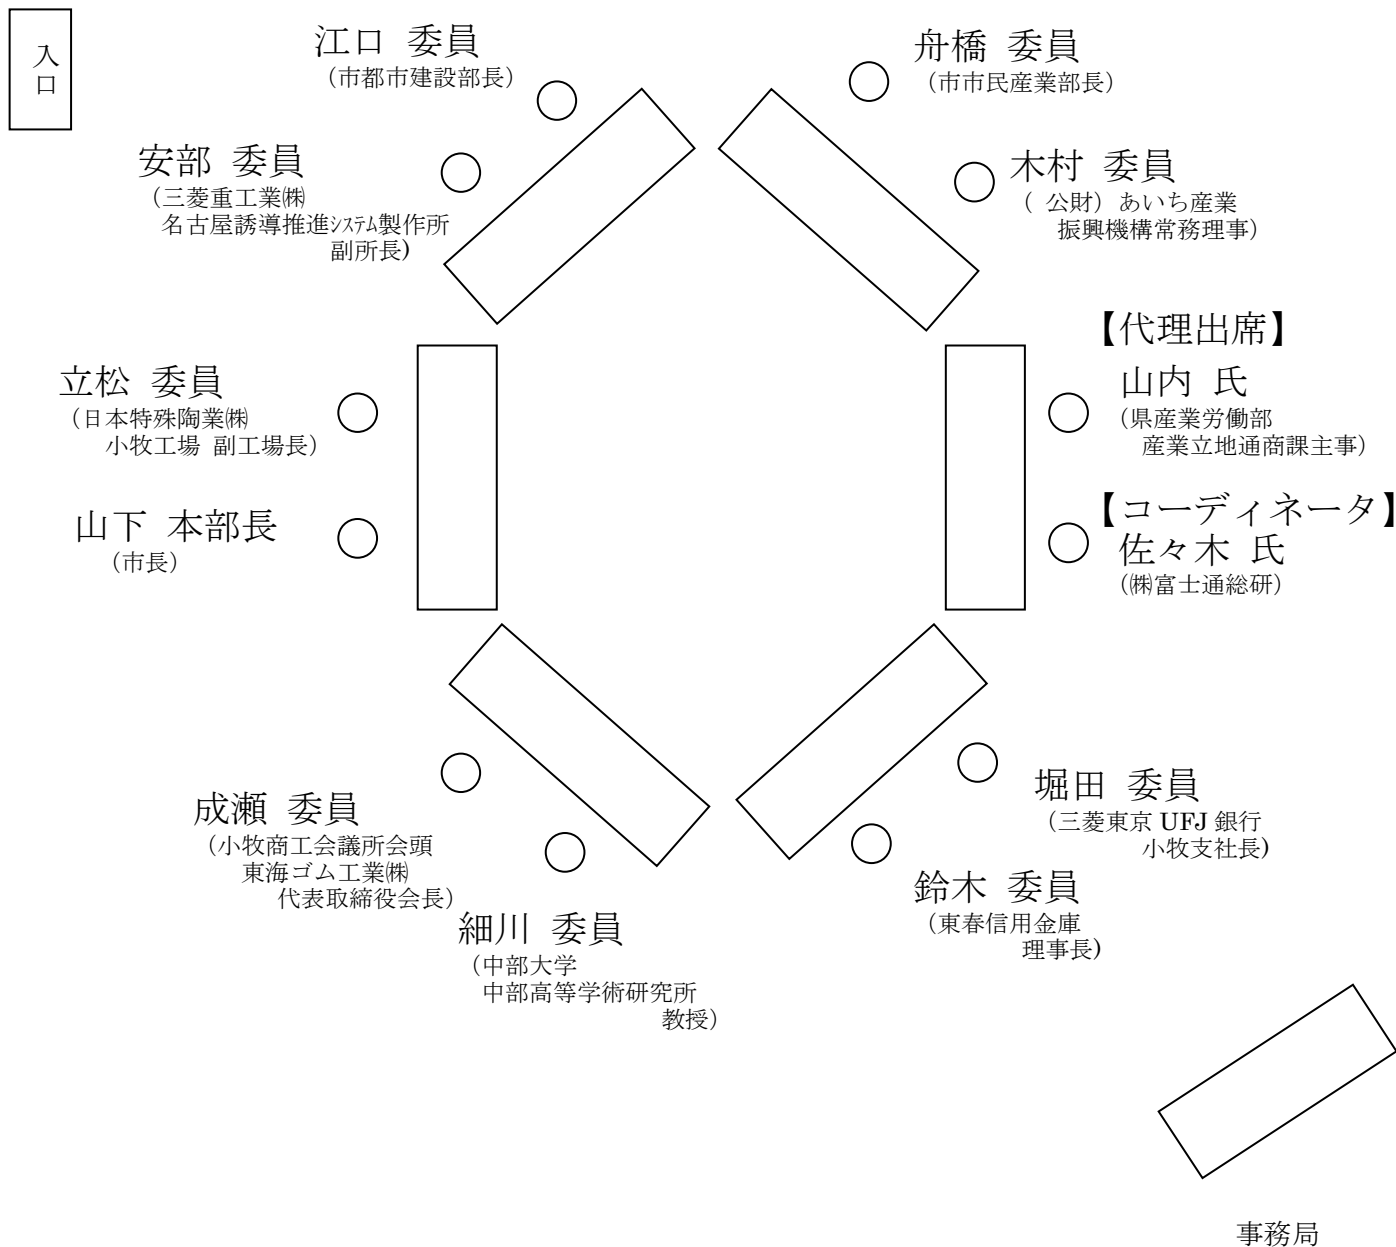 入口
江口 委員
（市都市建設部長）
舟橋 委員
（市市民産業部長）
安部 委員
（三菱重工業㈱
名古屋誘導推進ｼｽﾃﾑ製作所
副所長)
木村 委員
（ 公財）あいち産業
振興機構常務理事）
【代理出席】
山内 氏
（県産業労働部
産業立地通商課主事）
立松 委員
（日本特殊陶業㈱
小牧工場 副工場長）
【コーディネータ】
佐々木 氏
（㈱富士通総研）
山下 本部長
（市長）
成瀬 委員
（小牧商工会議所会頭
東海ゴム工業㈱
代表取締役会長）
細川 委員
（中部大学
中部高等学術研究所
教授）
堀田 委員
（三菱東京 UFJ 銀行
小牧支社長)
鈴木 委員
（東春信用金庫
理事長)
事務局